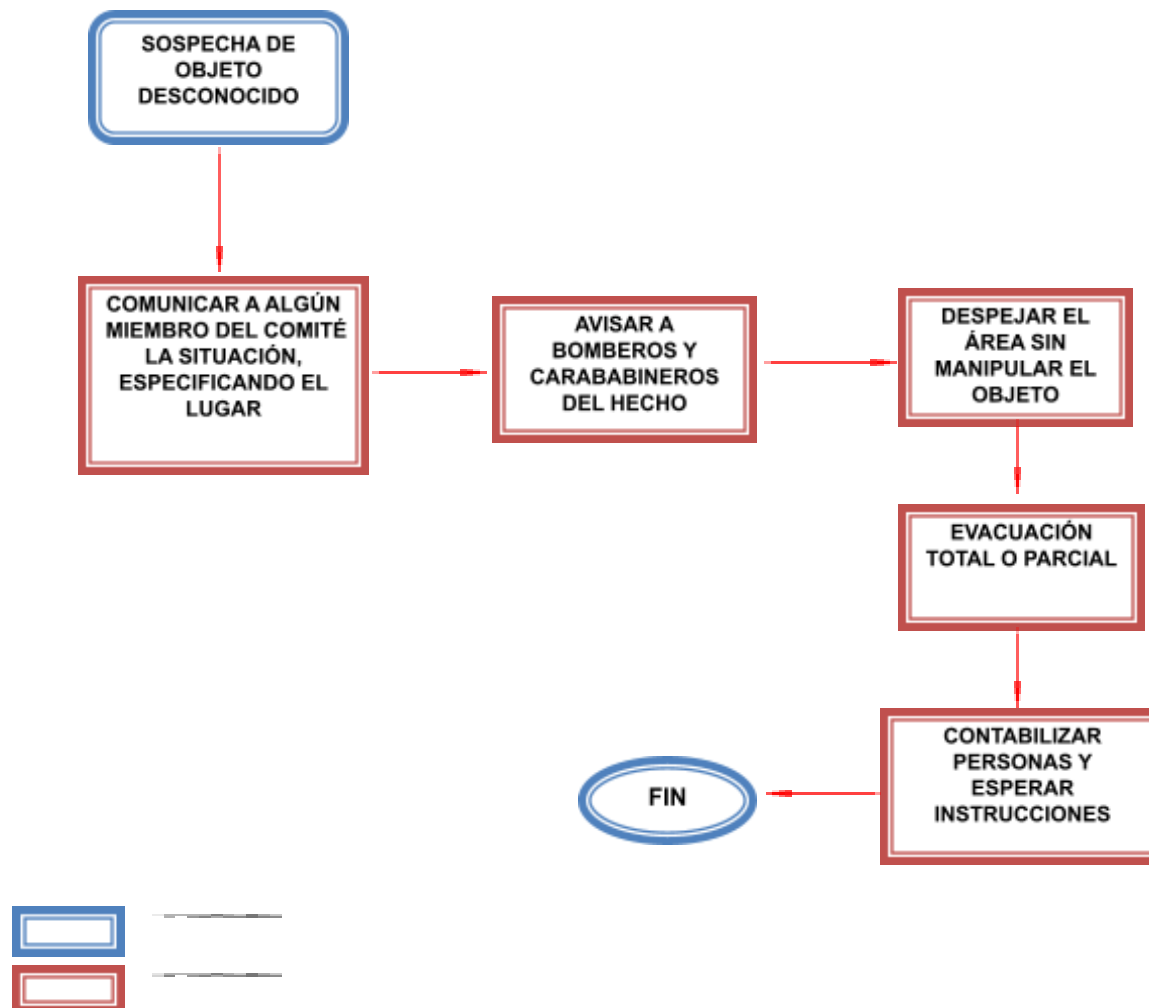 SOSPECHA DE
OBJETO
DESCONOCIDO
COMUNICAR A ALGÚN
MIEMBRO DEL COMITÉ
LA SITUACIÓN,
ESPECIFICANDO EL
LUGAR
AVISAR A
BOMBEROS Y
CARABABINEROS
DEL HECHO
DESPEJAR EL
ÁREA SIN
MANIPULAR EL
OBJETO
EVACUACIÓN
TOTAL O PARCIAL
CONTABILIZAR
PERSONAS Y
ESPERAR
INSTRUCCIONES
FIN